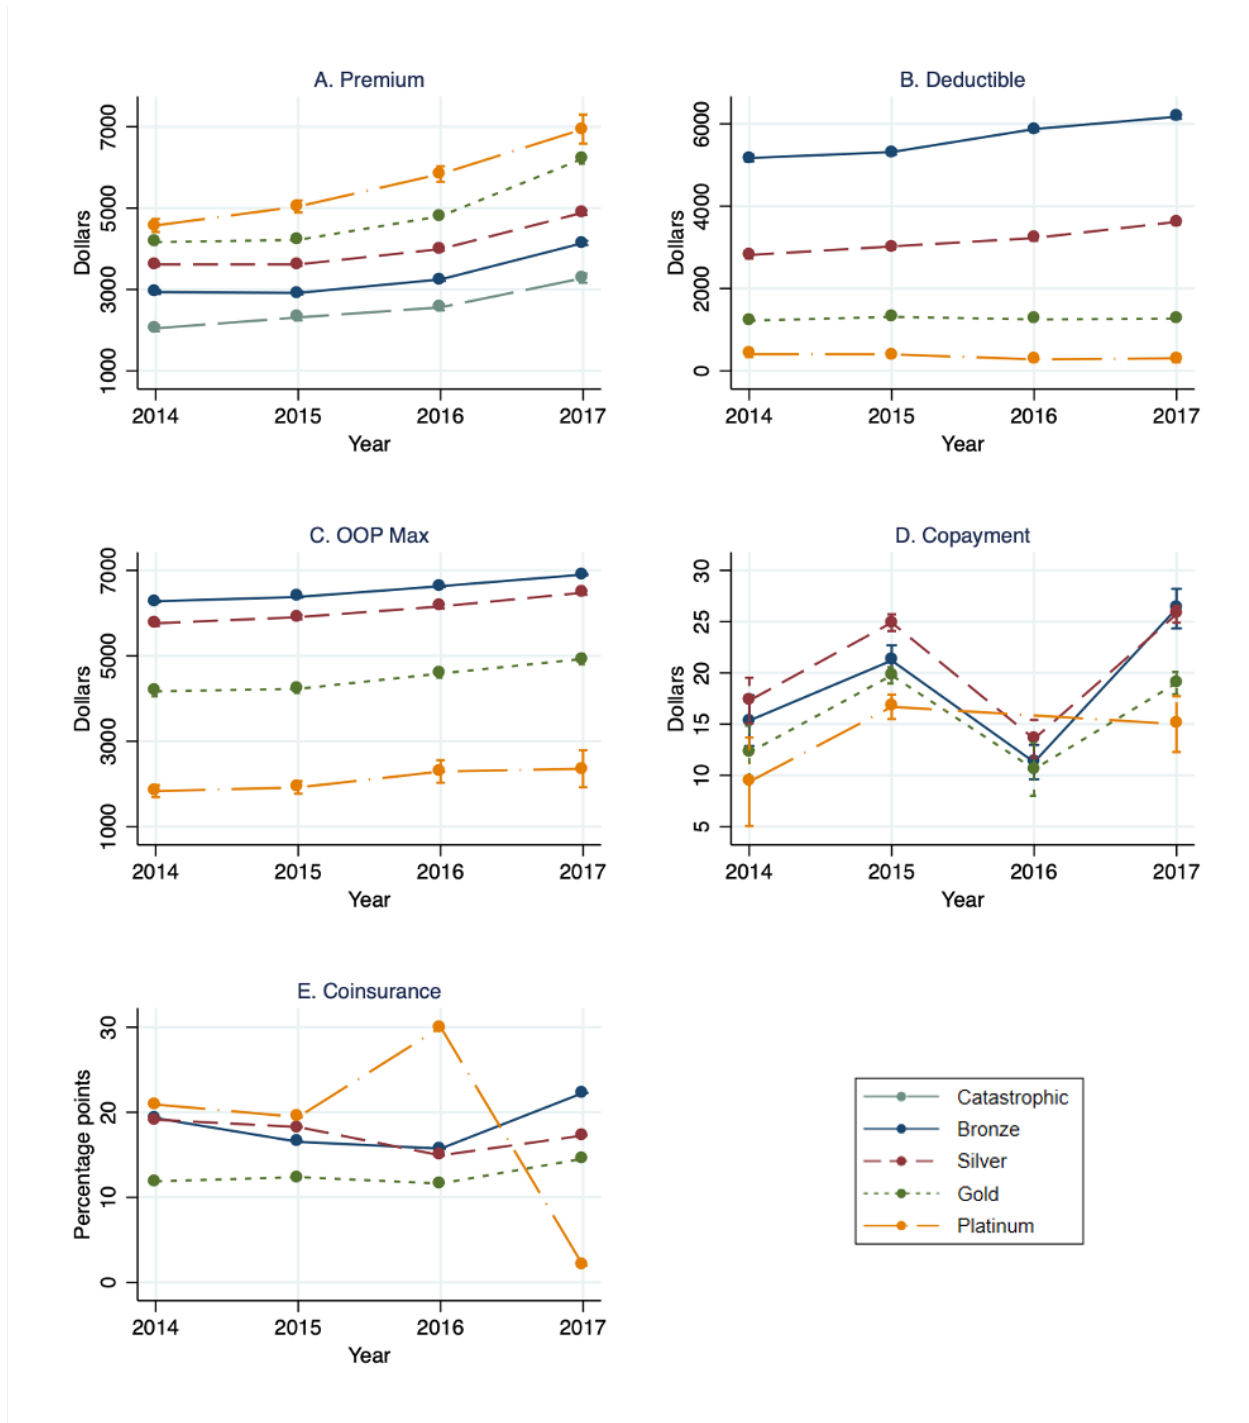 A. Premium
Dollars
7000
5000
3000
1000
2014 2015 2016 2017
Year
B. Deductible
Dollars
6000
4000
2000
0
2014 2015 2016 2017
Year
C. OOP Max
Dollars
7000
5000
3000
1000
2014 2015 2016 2017
Year
D. Copayment
Dollars
30
25
20
15
10
5
2014 2015 2016 2017
Year
E. Coinsurance
Percentage points
30
20
10
0
2014 2015 2016 2017
Year
Catastrophic
Bronze
Silver
Gold
Platinum